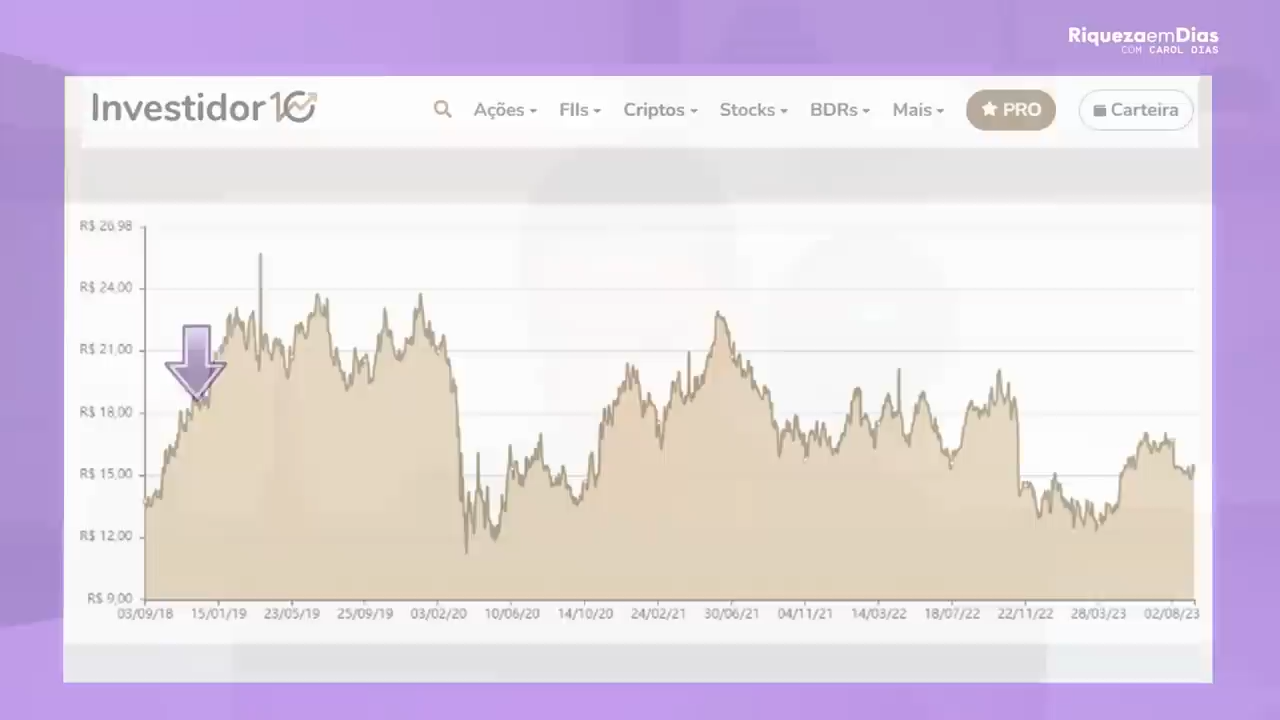 RiquezaemDias
COM CAROL DIAS
Investidor10
Ações
FIIs
Criptos
Stocks
BDRs
Mais
PRO
Carteira
R$ 26,98
R$ 24,00
R$ 21,00
R$ 18,00
R$ 15,00
R$ 12,00
R$ 9,00
03/09/18 15/01/19 23/05/19 25/09/19 03/02/20 10/06/20 14/10/20 24/02/21 30/06/21 04/11/21 14/03/22 18/07/22 22/11/22 28/03/23 02/08/23